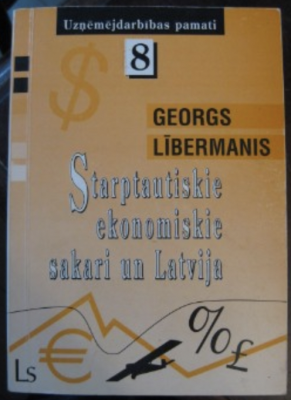 Uzņēmējdarbības pamati
$
8
GEORGS
LĪBERMANIS
Starptautiskie
ekonomiskie
sakari un Latvija
%
£
Ls
€